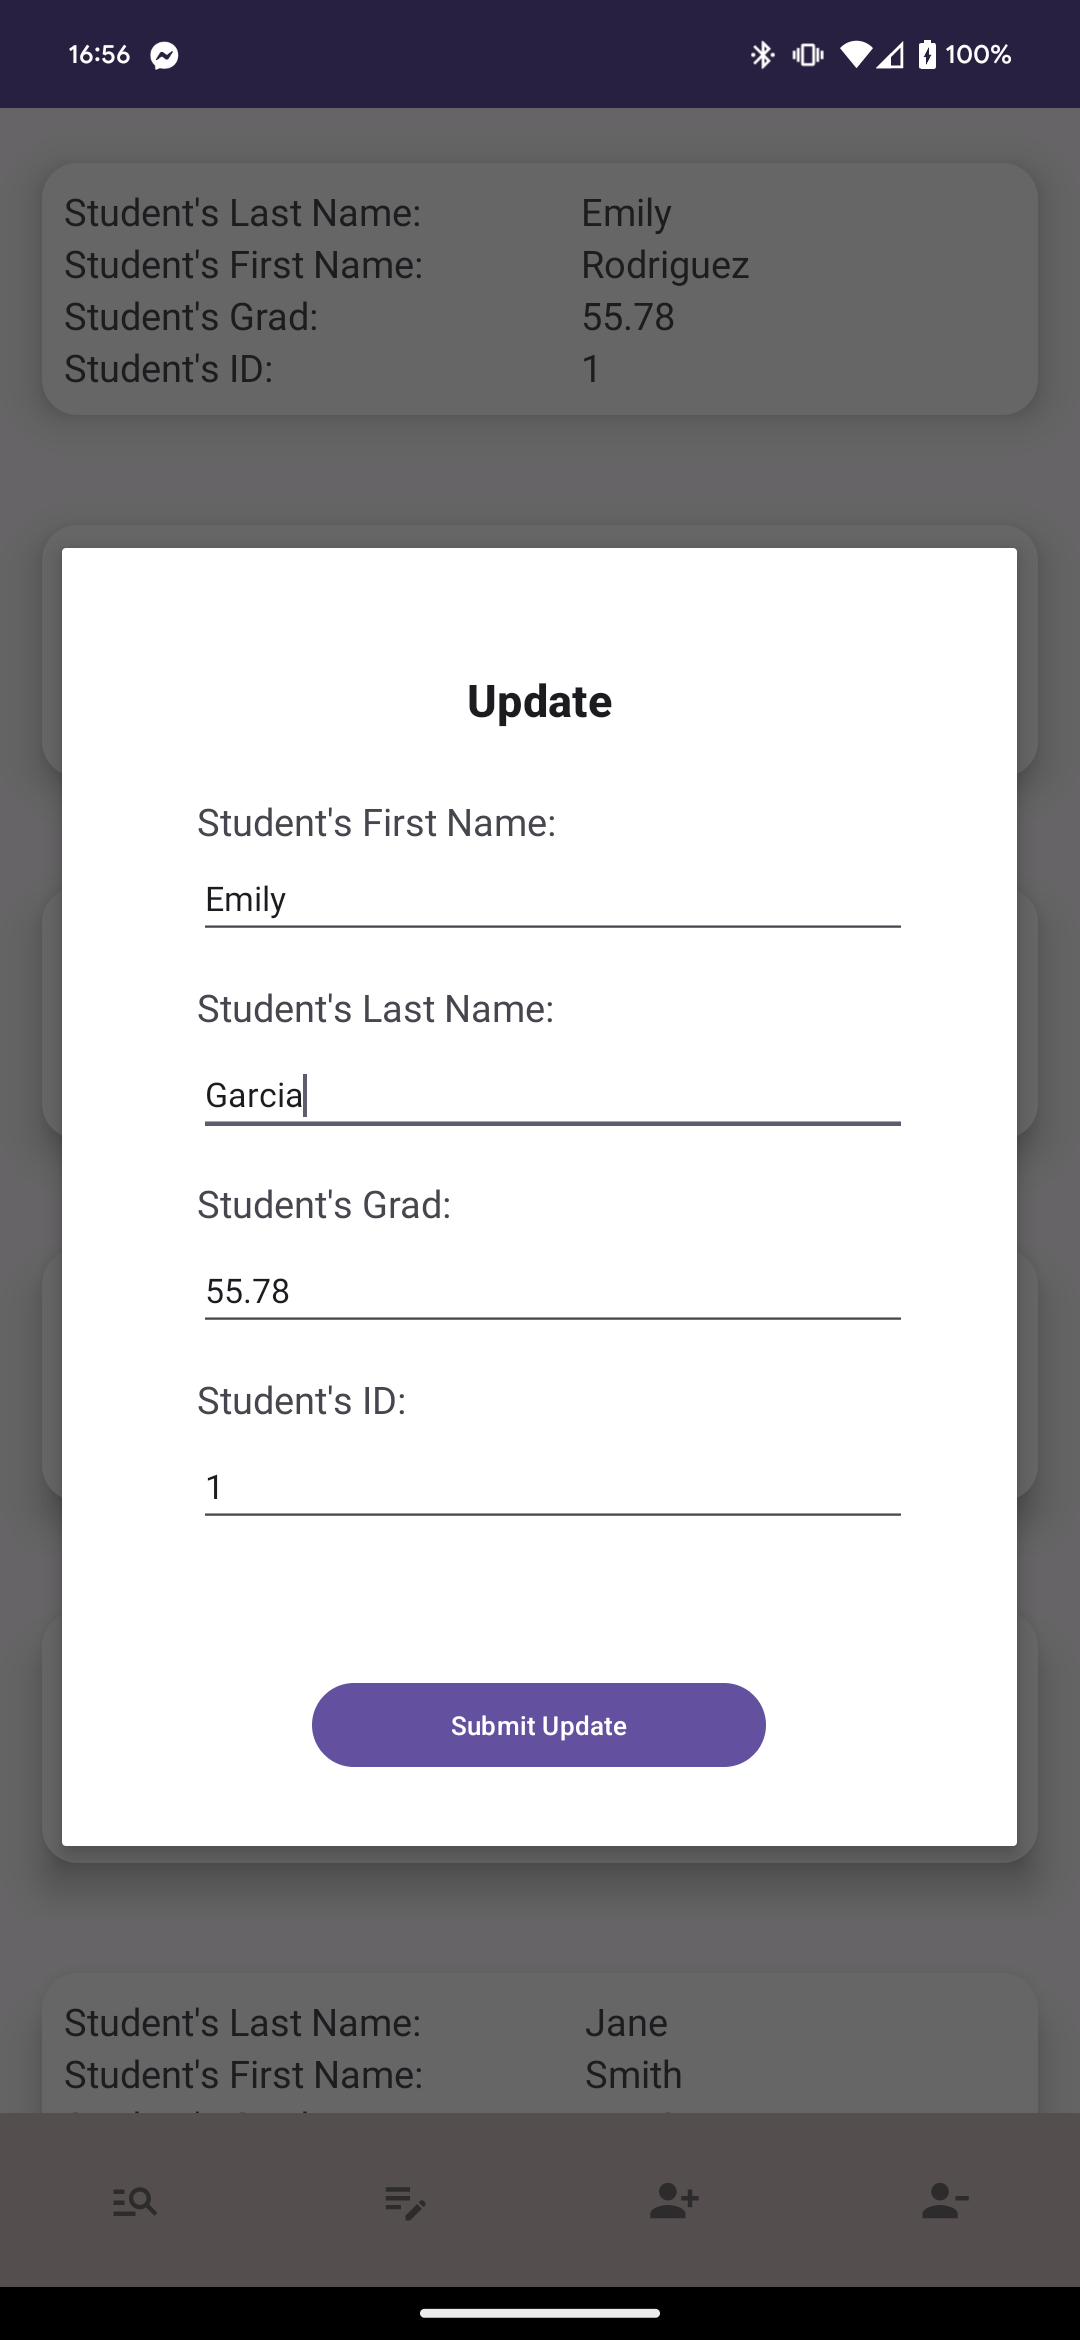 16:56 100%
Student's Last Name: Emily
Student's First Name: Rodriguez
Student's Grad: 55.78
Student's ID: 1
Update
Student's First Name:
Emily
Student's Last Name:
Garcia
Student's Grad:
55.78
Student's ID:
1
Submit Update
Student's Last Name: Jane
Student's First Name: Smith